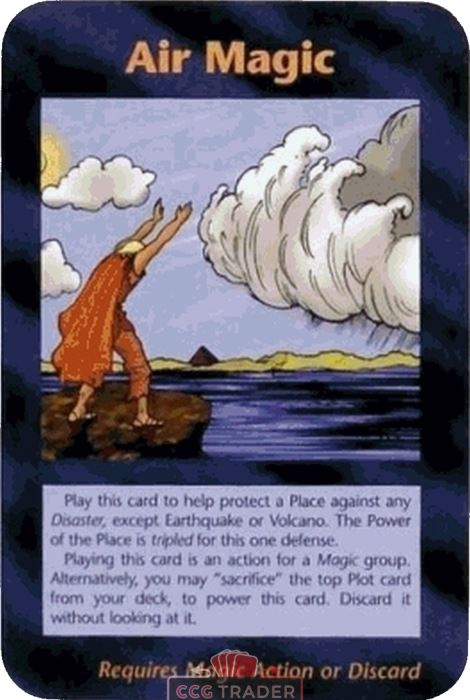 Air Magic
Play this card to help protect a Place against any
Disaster, except Earthquake or Volcano. The Power
of the Place is tripled for this one defense.
Playing this card is an action for a Magic group.
Alternatively, you may "sacrifice" the top Plot card
from your deck, to power this card. Discard it
without looking at it.
Requires Magic Action or Discard
CCG TRADER